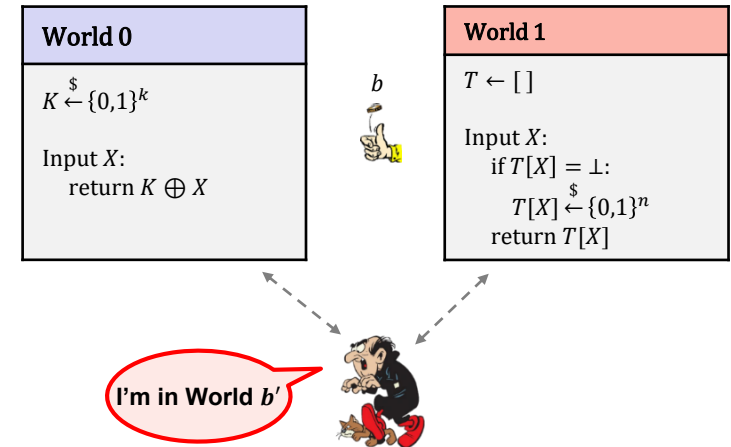 World 0
K $← {0,1}^k
Input X:
return K ⊕ X
b
World 1
T ← [ ]
Input X:
if T[X] = ⊥:
T[X] $← {0,1}^n
return T[X]
I'm in World b′